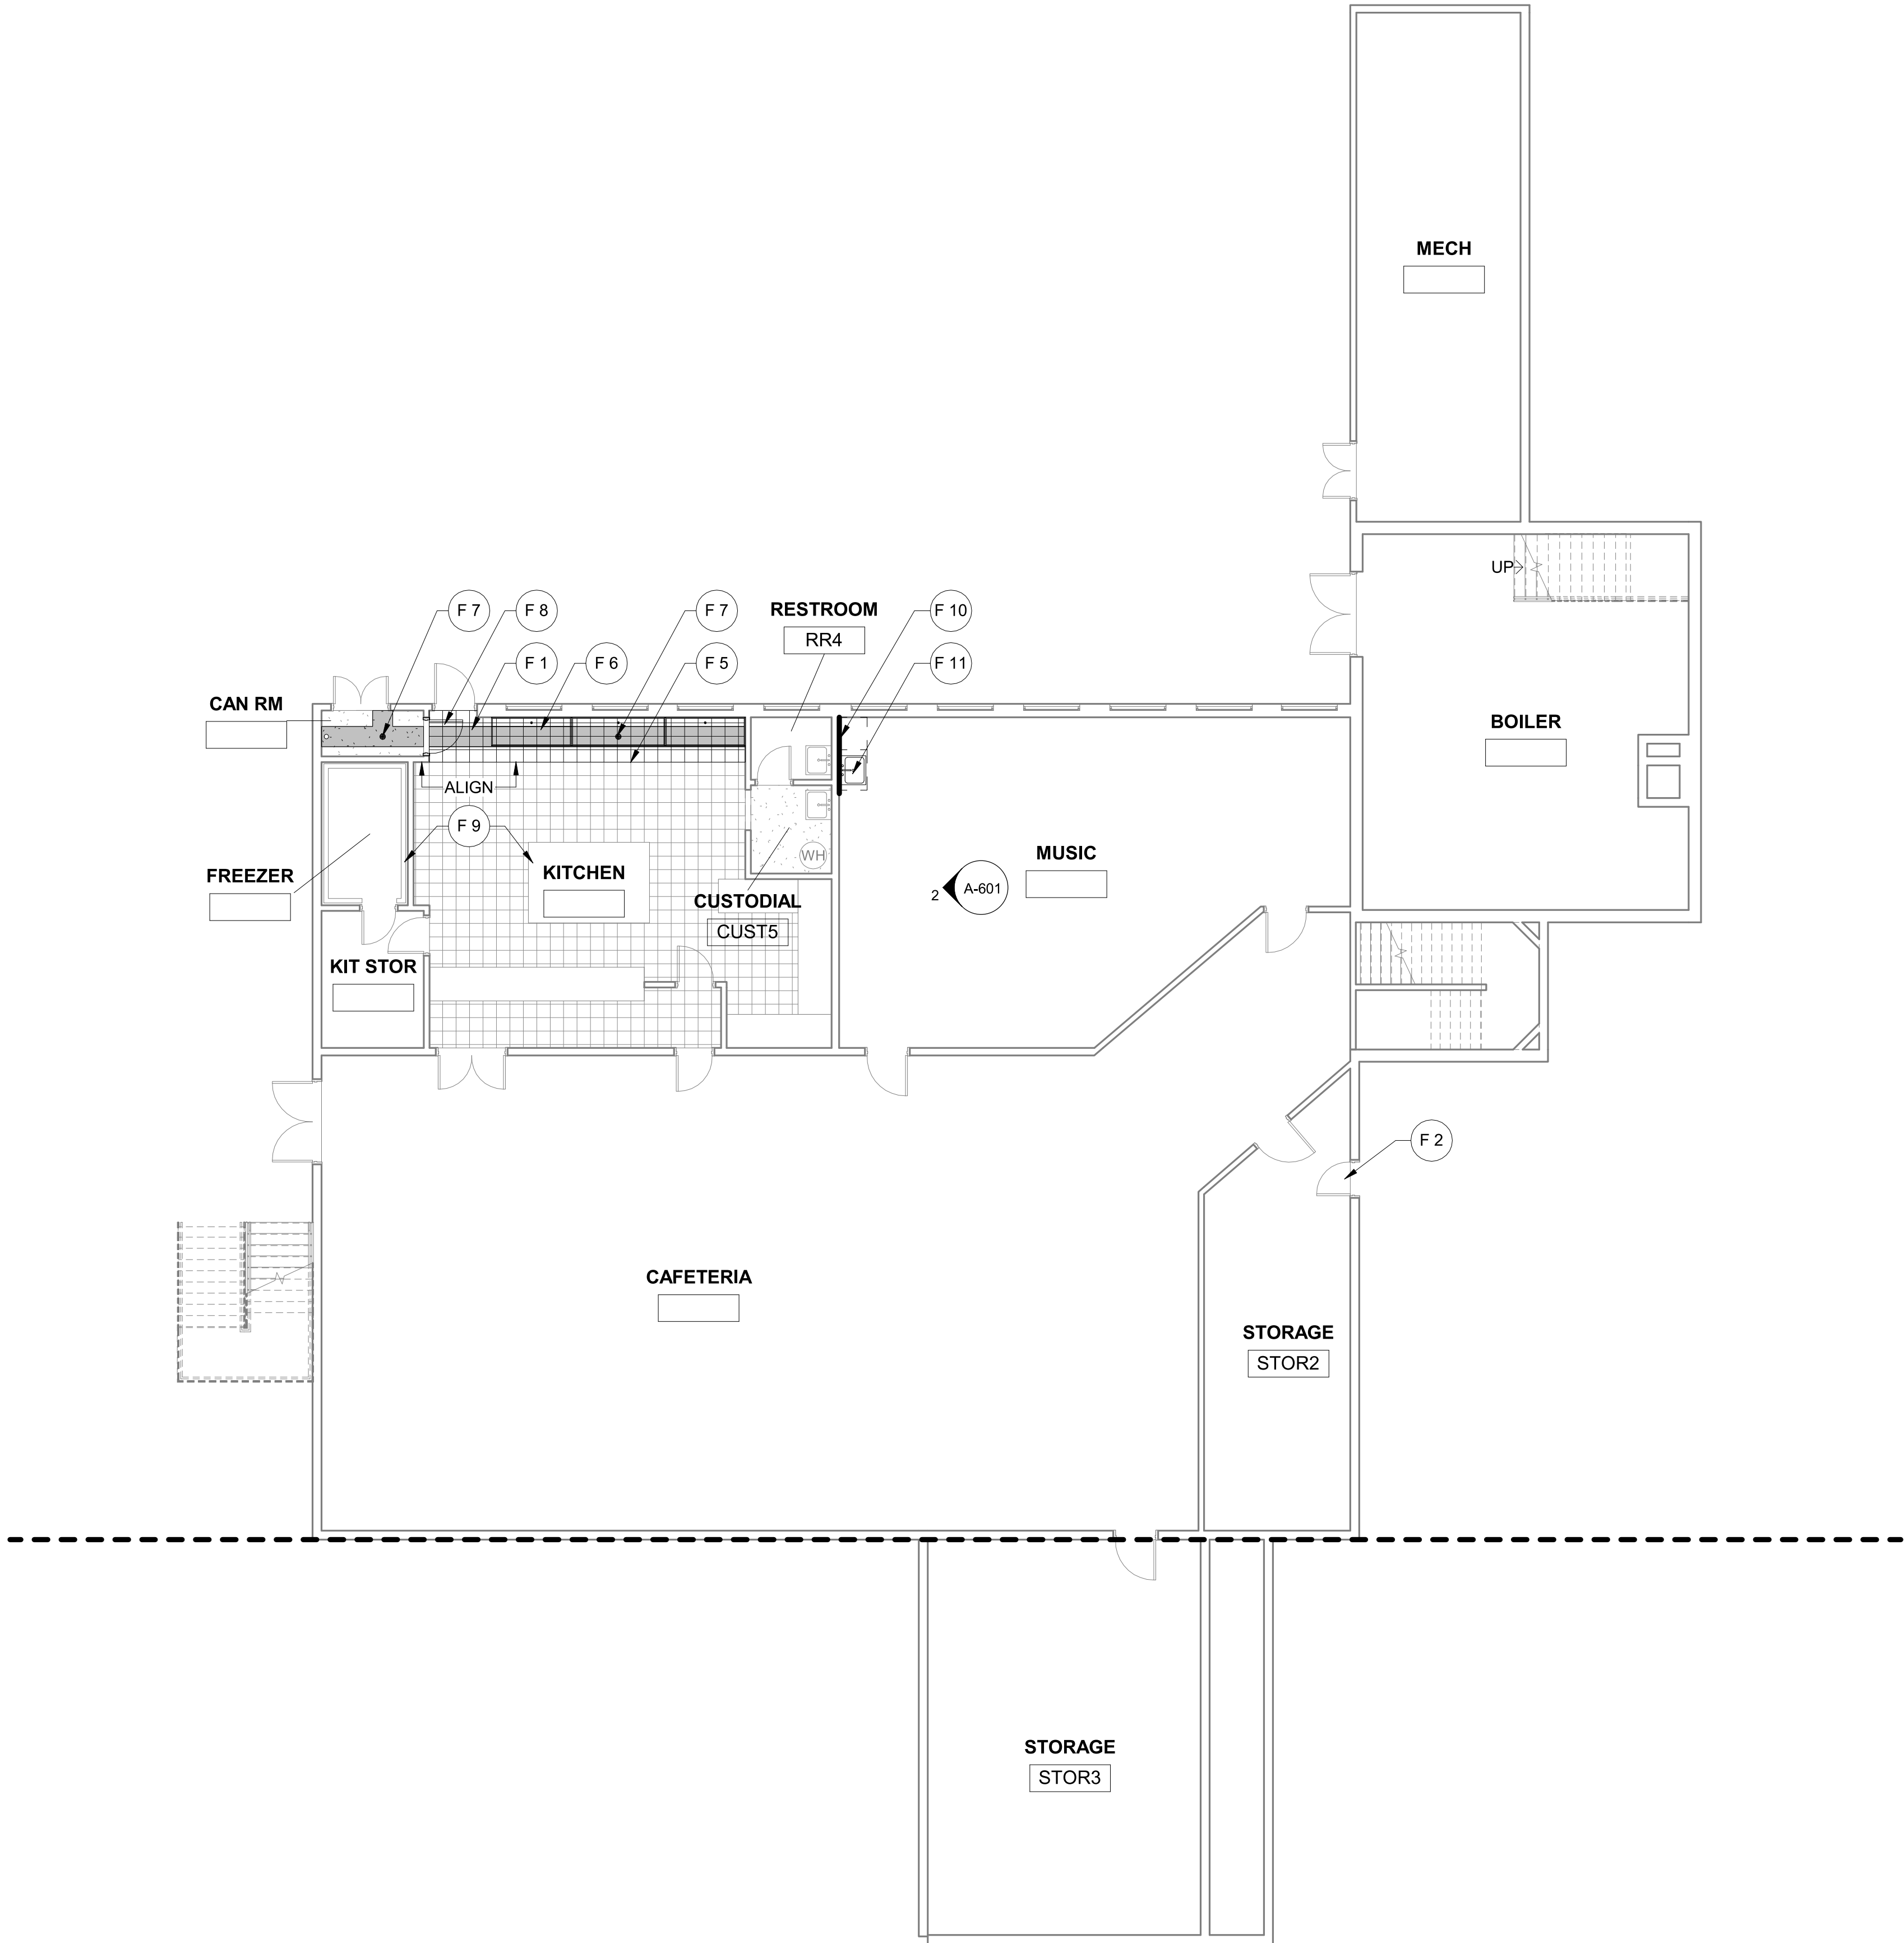 MECH
UP
F 7
F 8
F 7
RESTROOM
RR4
F 10
F 1
F 6
F 5
F 11
CAN RM
BOILER
ALIGN
F 9
FREEZER
KITCHEN
WH
MUSIC
2
A-601
CUSTODIAL
CUST5
KIT STOR
F 2
CAFETERIA
STORAGE
STOR2
STORAGE
STOR3